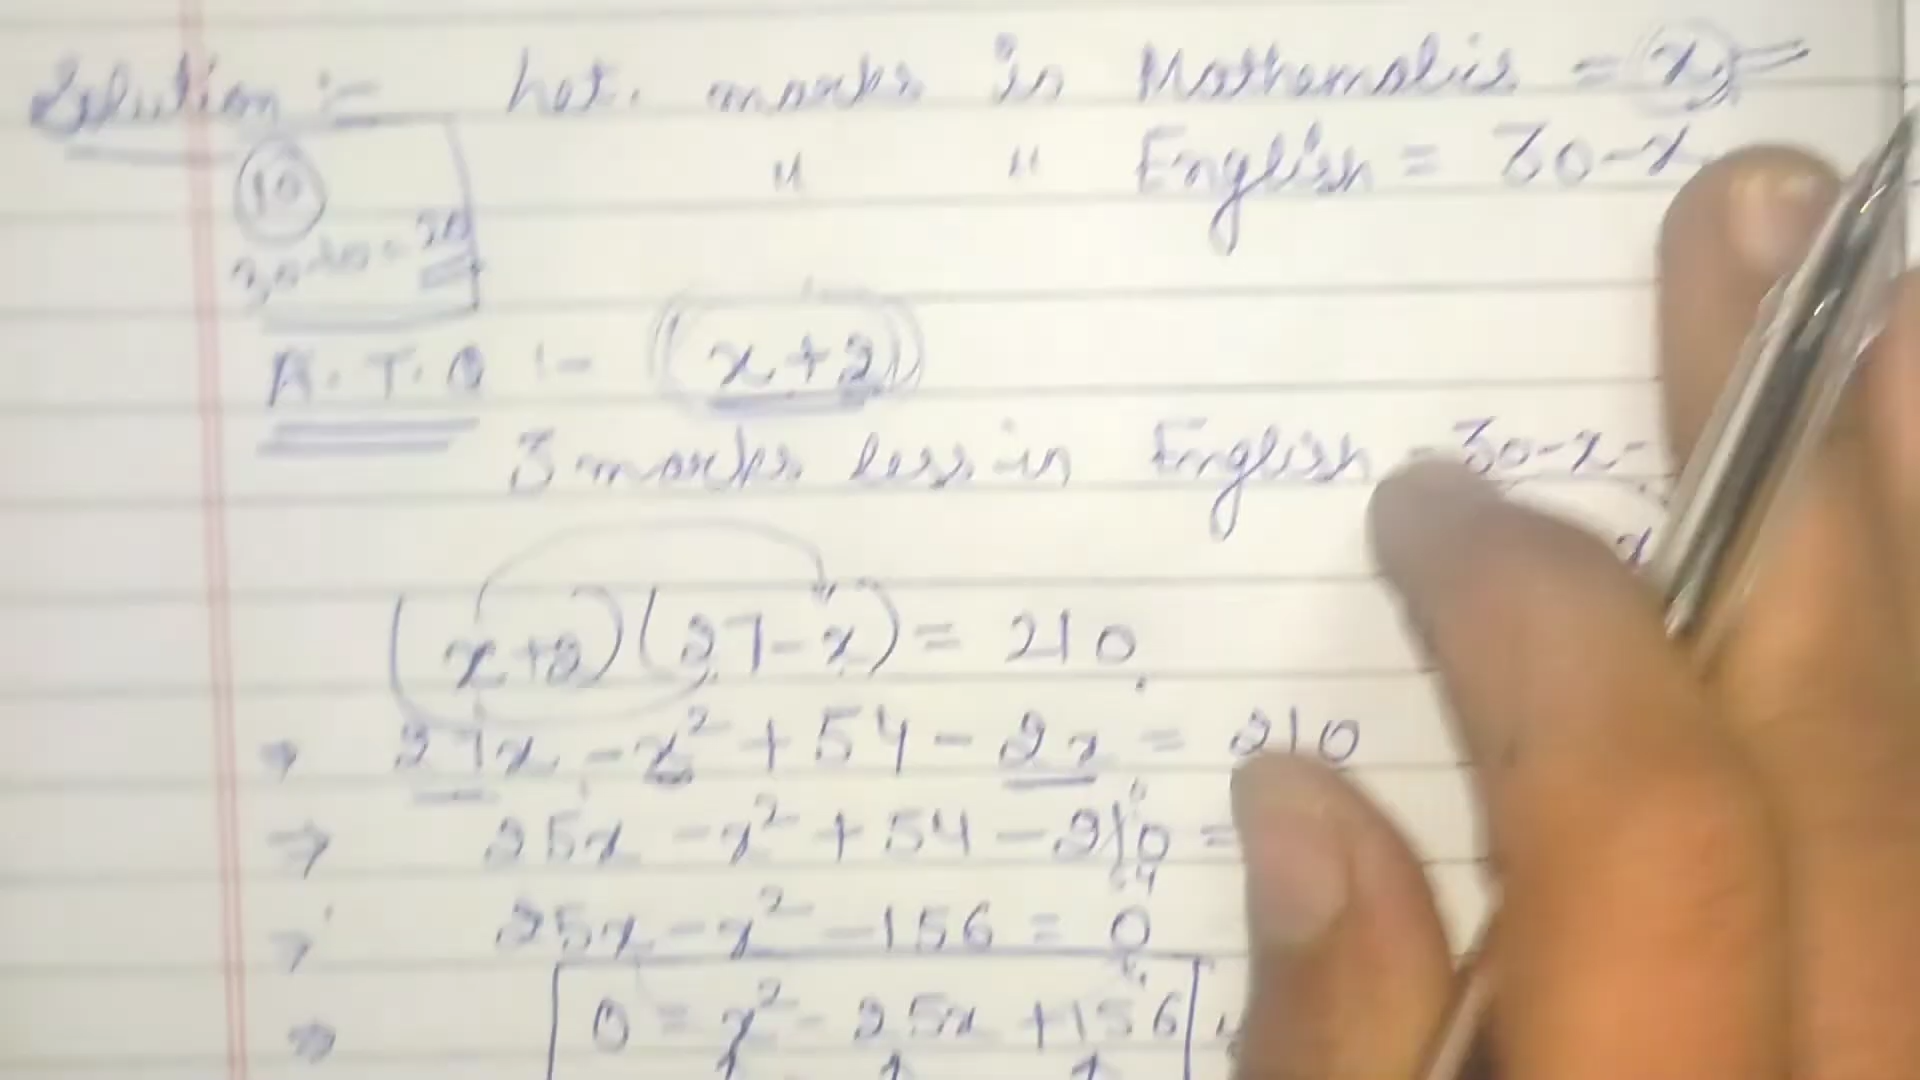 Solution :- Let. marks in Mathematics = x
" " English = 30-x
10
30-10=20
A.T.Q :- (x+2)
3 marks less in English = 30-x-
x
(x+2)(27-x) = 210
⇒ 27x - x² + 54 - 2x = 210
⇒ 25x - x² + 54 - 210 =
⇒ 25x - x² - 156 = 0
⇒ 0 = x² - 25x + 156